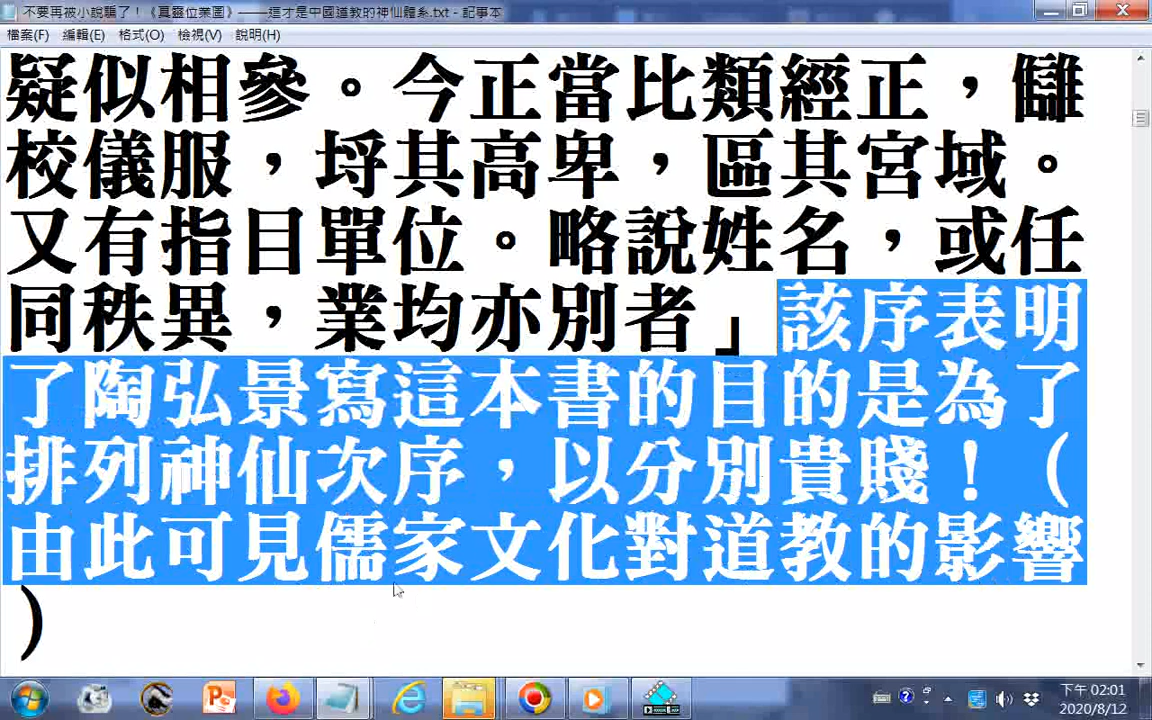 不要再被小說騙了！《真靈位業圖》——這才是中國道教的神仙體系.txt - 記事本
檔案(F) 編輯(E) 格式(O) 檢視(V) 說明(H)
疑似相參。今正當比類經正，讎
校儀服，埒其高卑，區其宮域。
又有指目單位。略說姓名，或任
同秩異，業均亦別者」該序表明
了陶弘景寫這本書的目的是為了
排列神仙次序，以分別貴賤！（
由此可見儒家文化對道教的影響
）
下午 02:01
2020/8/12